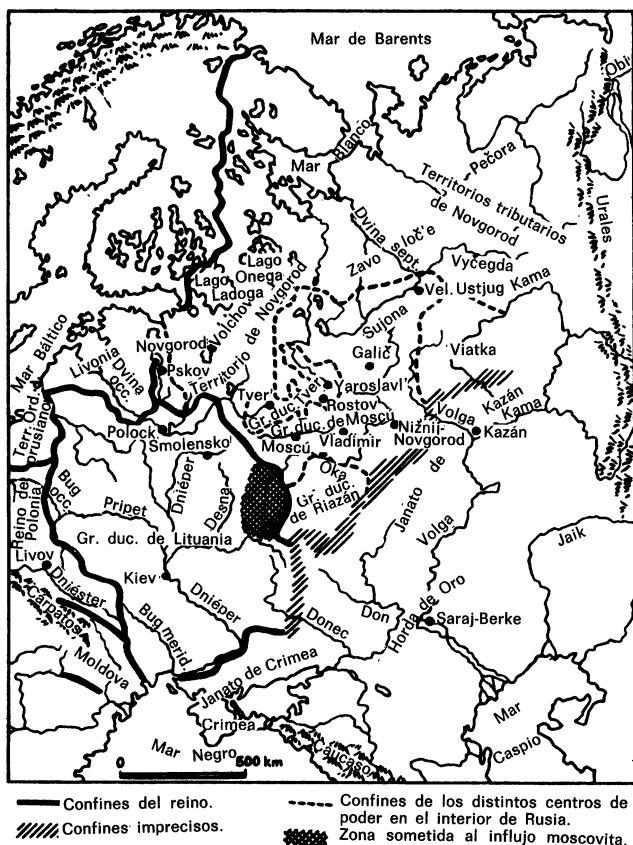 Mar de Barents
Obi
Blanco
Mar
Pečora
Territorios tributarios
de Novgorod
Urales
Dvina sept.
Zavoloč'e
Vyčegda
Lago
Lago Onega
Ladoga
Vel. Ustjug
Kama
Sujona
Volchov
Territorio de Novgorod
Novgorod
Galič
Viatka
Mar Báltico
Livonia
Dvina
occ.
Pskov
Yaroslavl'
Tver
Gr. duc. Tver
Rostov
Kazán
Kama
Gr. duc. de Moscú
Volga
Terr. Ord.
Prusiano
Polock
Smolensko
Moscú
Vladímir
Nižnii-
Novgorod
Kazán
Oka
Gr. duc.
de Riazán
Janato de
Bug
occ.
Dniéper
Desna
Reino de
Polonia
Pripet
Gr. duc. de Lituania
Volga
Jaik
Livov
Kiev
Dniéster
Dniéper
Don
Horda de Oro
Cárpatos
Donec
Saraj-Berke
Bug merid.
Moldova
Janato de Crimea
Crimea
Mar
Caspio
Mar Negro
Cáucaso
0 500 km
Confines del reino.
Confines imprecisos.
Confines de los distintos centros de
poder en el interior de Rusia.
Zona sometida al influjo moscovita.